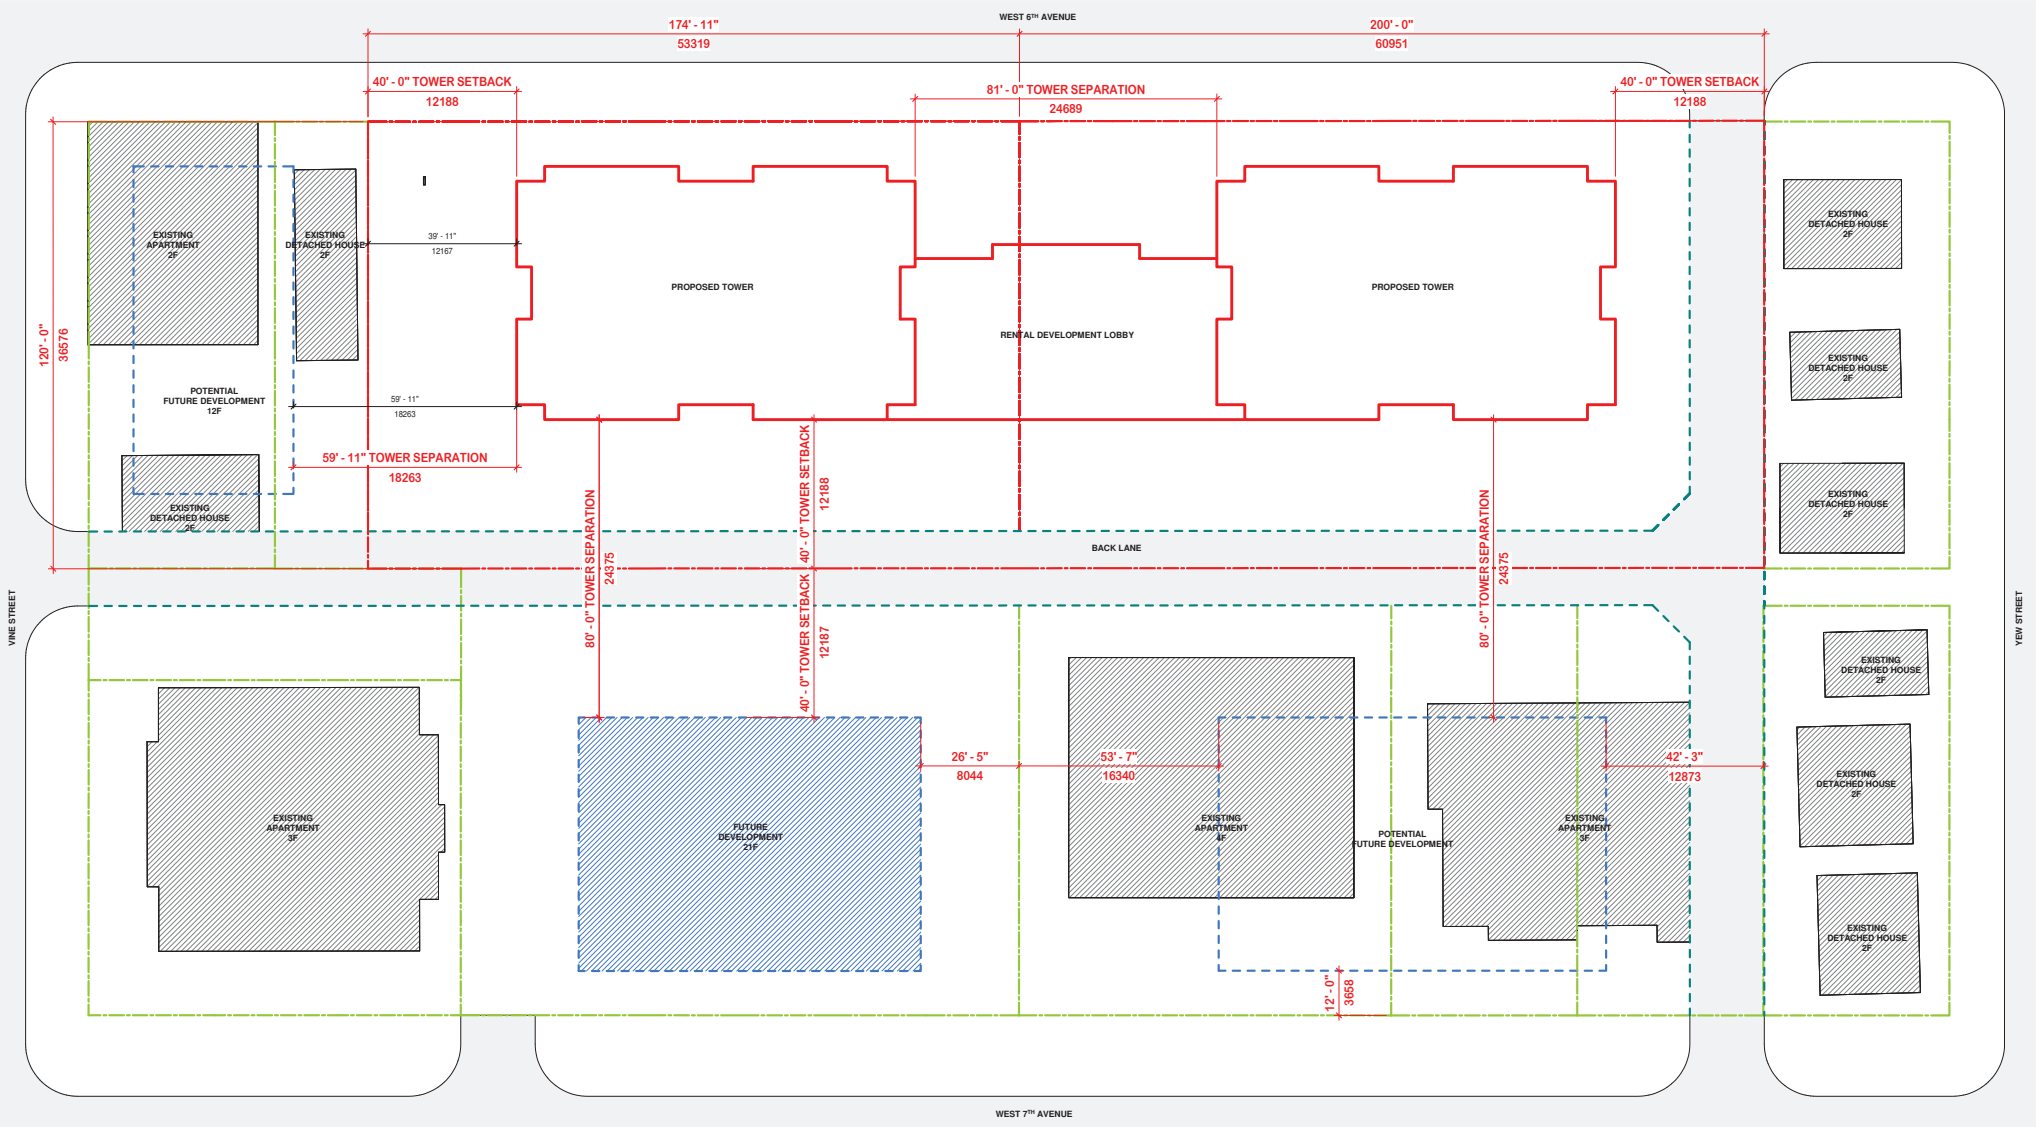 WEST 6TH AVENUE
174' - 11"
53319
200' - 0"
60951
40' - 0" TOWER SETBACK
12188
81' - 0" TOWER SEPARATION
24689
40' - 0" TOWER SETBACK
12188
120' - 0"
36576
EXISTING
APARTMENT
2F
EXISTING
DETACHED HOUSE
2F
39' - 11"
12167
PROPOSED TOWER
PROPOSED TOWER
RENTAL DEVELOPMENT LOBBY
EXISTING
DETACHED HOUSE
2F
EXISTING
DETACHED HOUSE
2F
EXISTING
DETACHED HOUSE
2F
POTENTIAL
FUTURE DEVELOPMENT
12F
59' - 11"
18263
59' - 11" TOWER SEPARATION
18263
EXISTING
DETACHED HOUSE
2F
80' - 0" TOWER SEPARATION
24375
40' - 0" TOWER SETBACK
12188
40' - 0" TOWER SETBACK
12187
80' - 0" TOWER SEPARATION
24375
BACK LANE
VINE STREET
YEW STREET
EXISTING
DETACHED HOUSE
2F
EXISTING
DETACHED HOUSE
2F
EXISTING
DETACHED HOUSE
2F
26' - 5"
8044
53' - 7"
16340
42' - 3"
12873
EXISTING
APARTMENT
3F
FUTURE
DEVELOPMENT
21F
EXISTING
APARTMENT
4F
POTENTIAL
FUTURE DEVELOPMENT
EXISTING
APARTMENT
3F
12' - 0"
3658
WEST 7TH AVENUE